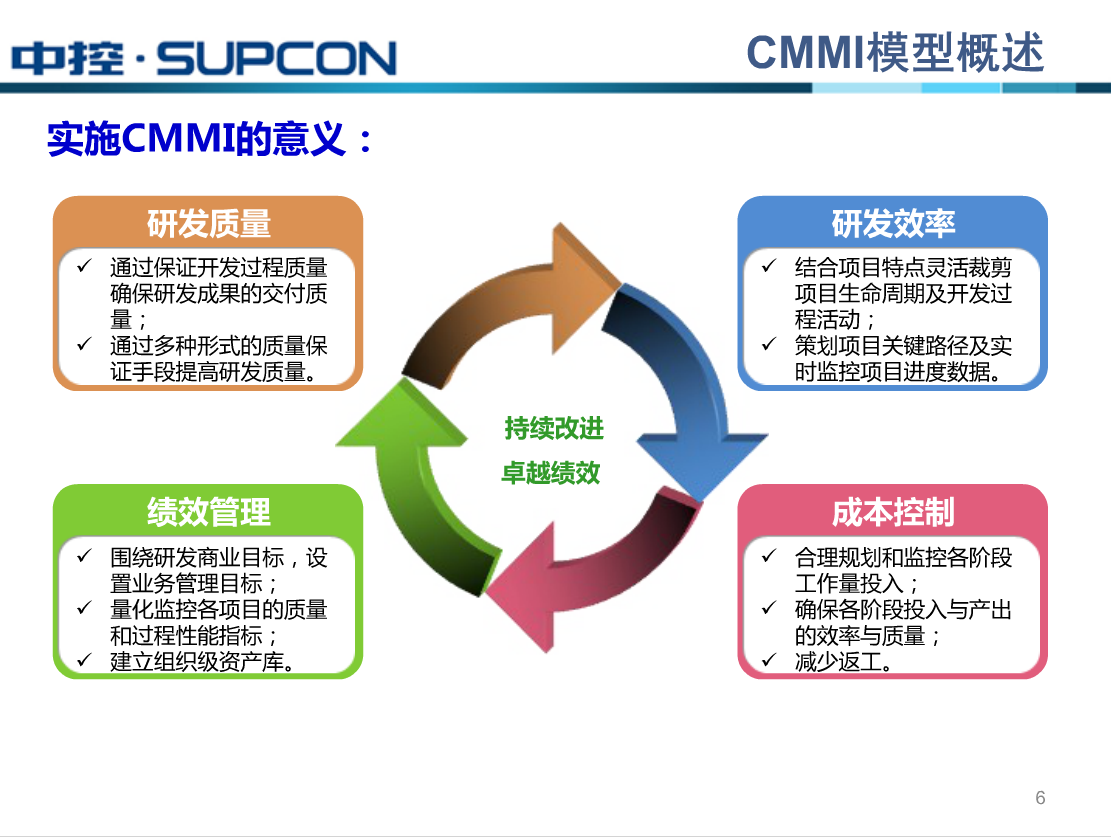 中控·SUPCON
CMMI模型概述
实施CMMI的意义：
研发质量
✓ 通过保证开发过程质量
确保研发成果的交付质
量；
✓ 通过多种形式的质量保
证手段提高研发质量。
研发效率
✓ 结合项目特点灵活裁剪
项目生命周期及开发过
程活动；
✓ 策划项目关键路径及实
时监控项目进度数据。
持续改进
卓越绩效
绩效管理
✓ 围绕研发商业目标，设
置业务管理目标；
✓ 量化监控各项目的质量
和过程性能指标；
✓ 建立组织级资产库。
成本控制
✓ 合理规划和监控各阶段
工作量投入；
✓ 确保各阶段投入与产出
的效率与质量；
✓ 减少返工。
6